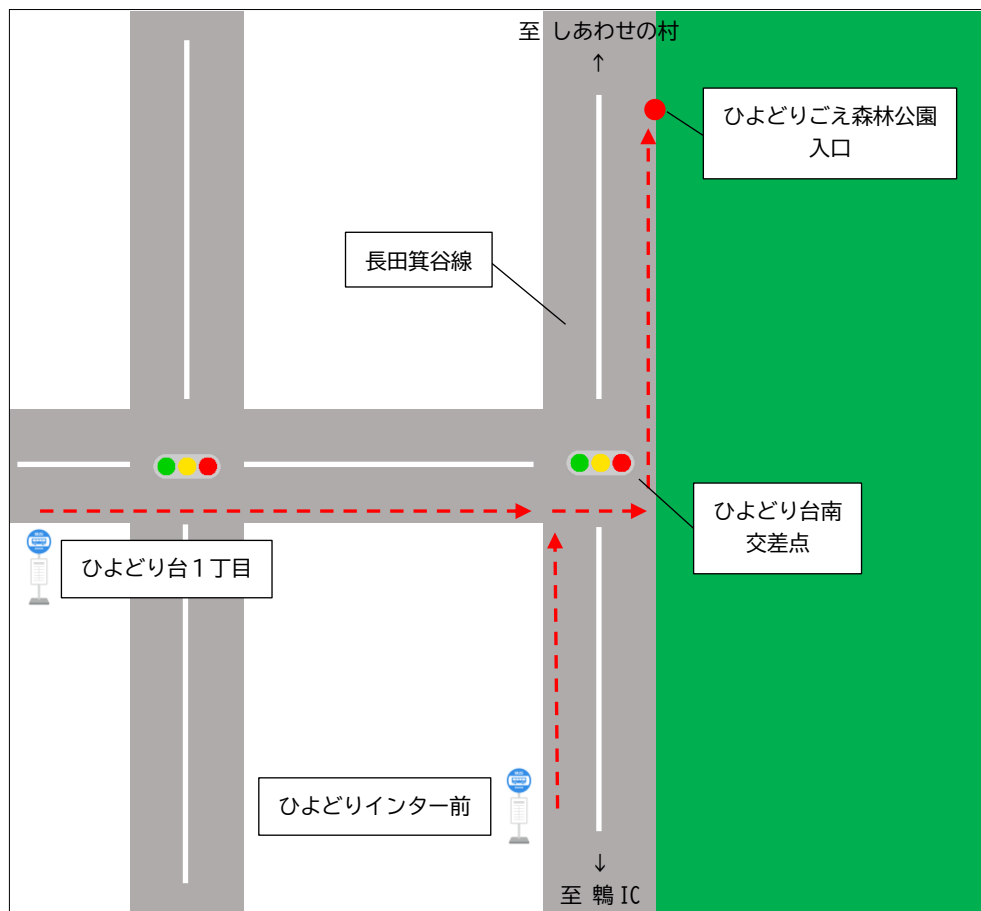 至 しあわせの村
↑
ひよどりごえ森林公園
入口
長田箕谷線
ひよどり台南
交差点
ひよどり台１丁目
ひよどりインター前
↓
至 鵯 IC